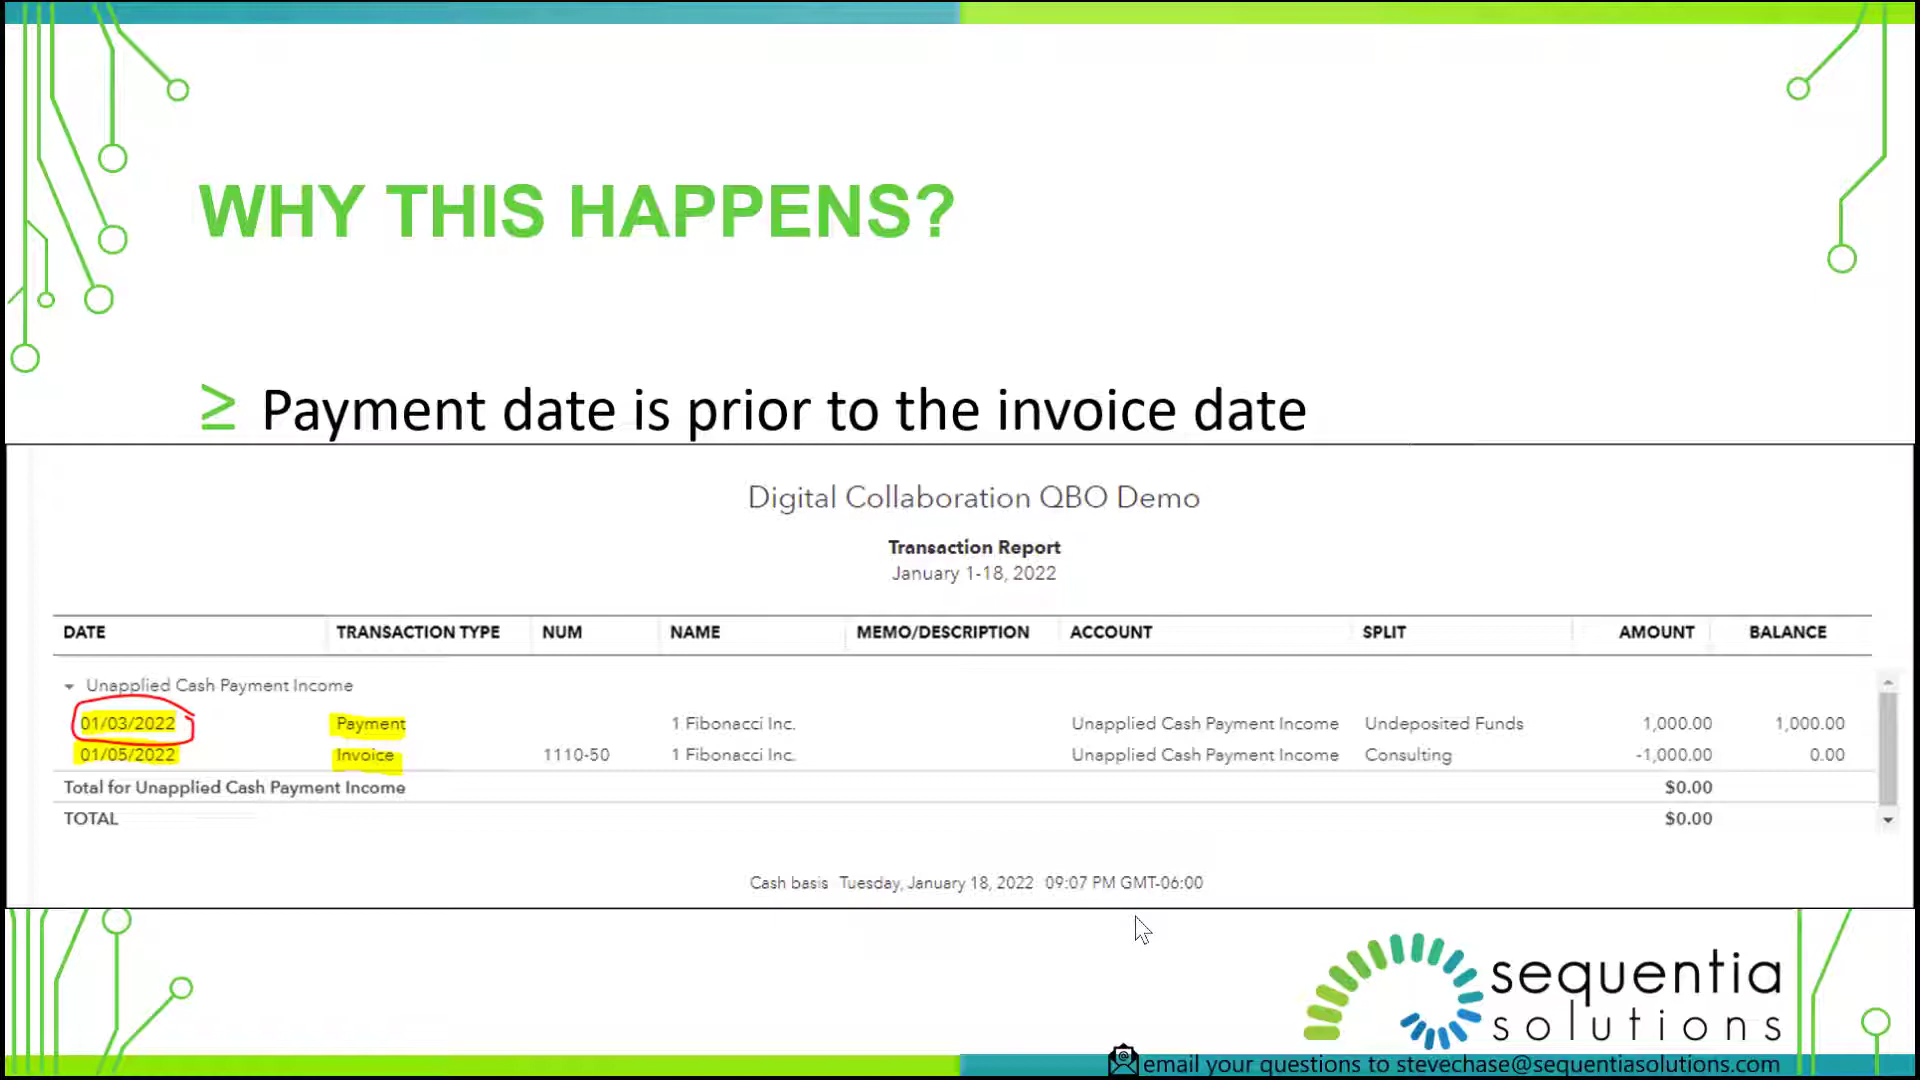 WHY THIS HAPPENS?
≥ Payment date is prior to the invoice date
Digital Collaboration QBO Demo
Transaction Report
January 1-18, 2022
DATE TRANSACTION TYPE NUM NAME MEMO/DESCRIPTION ACCOUNT SPLIT AMOUNT BALANCE
Unapplied Cash Payment Income
01/03/2022 Payment 1 Fibonacci Inc. Unapplied Cash Payment Income Undeposited Funds 1,000.00 1,000.00
01/05/2022 Invoice 1110-50 1 Fibonacci Inc. Unapplied Cash Payment Income Consulting -1,000.00 0.00
Total for Unapplied Cash Payment Income $0.00
TOTAL $0.00
Cash basis Tuesday, January 18, 2022 09:07 PM GMT-06:00
sequentia
solutions
email your questions to stevechase@sequentiasolutions.com